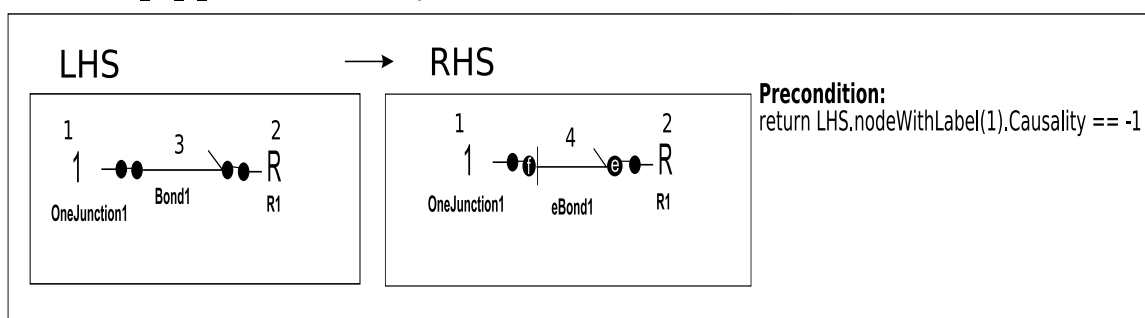 LHS
RHS
Precondition:
return LHS.nodeWithLabel(1).Causality == -1
1 3 2
1 R
OneJunction1 Bond1 R1
1 4 2
1 f e R
OneJunction1 eBond1 R1